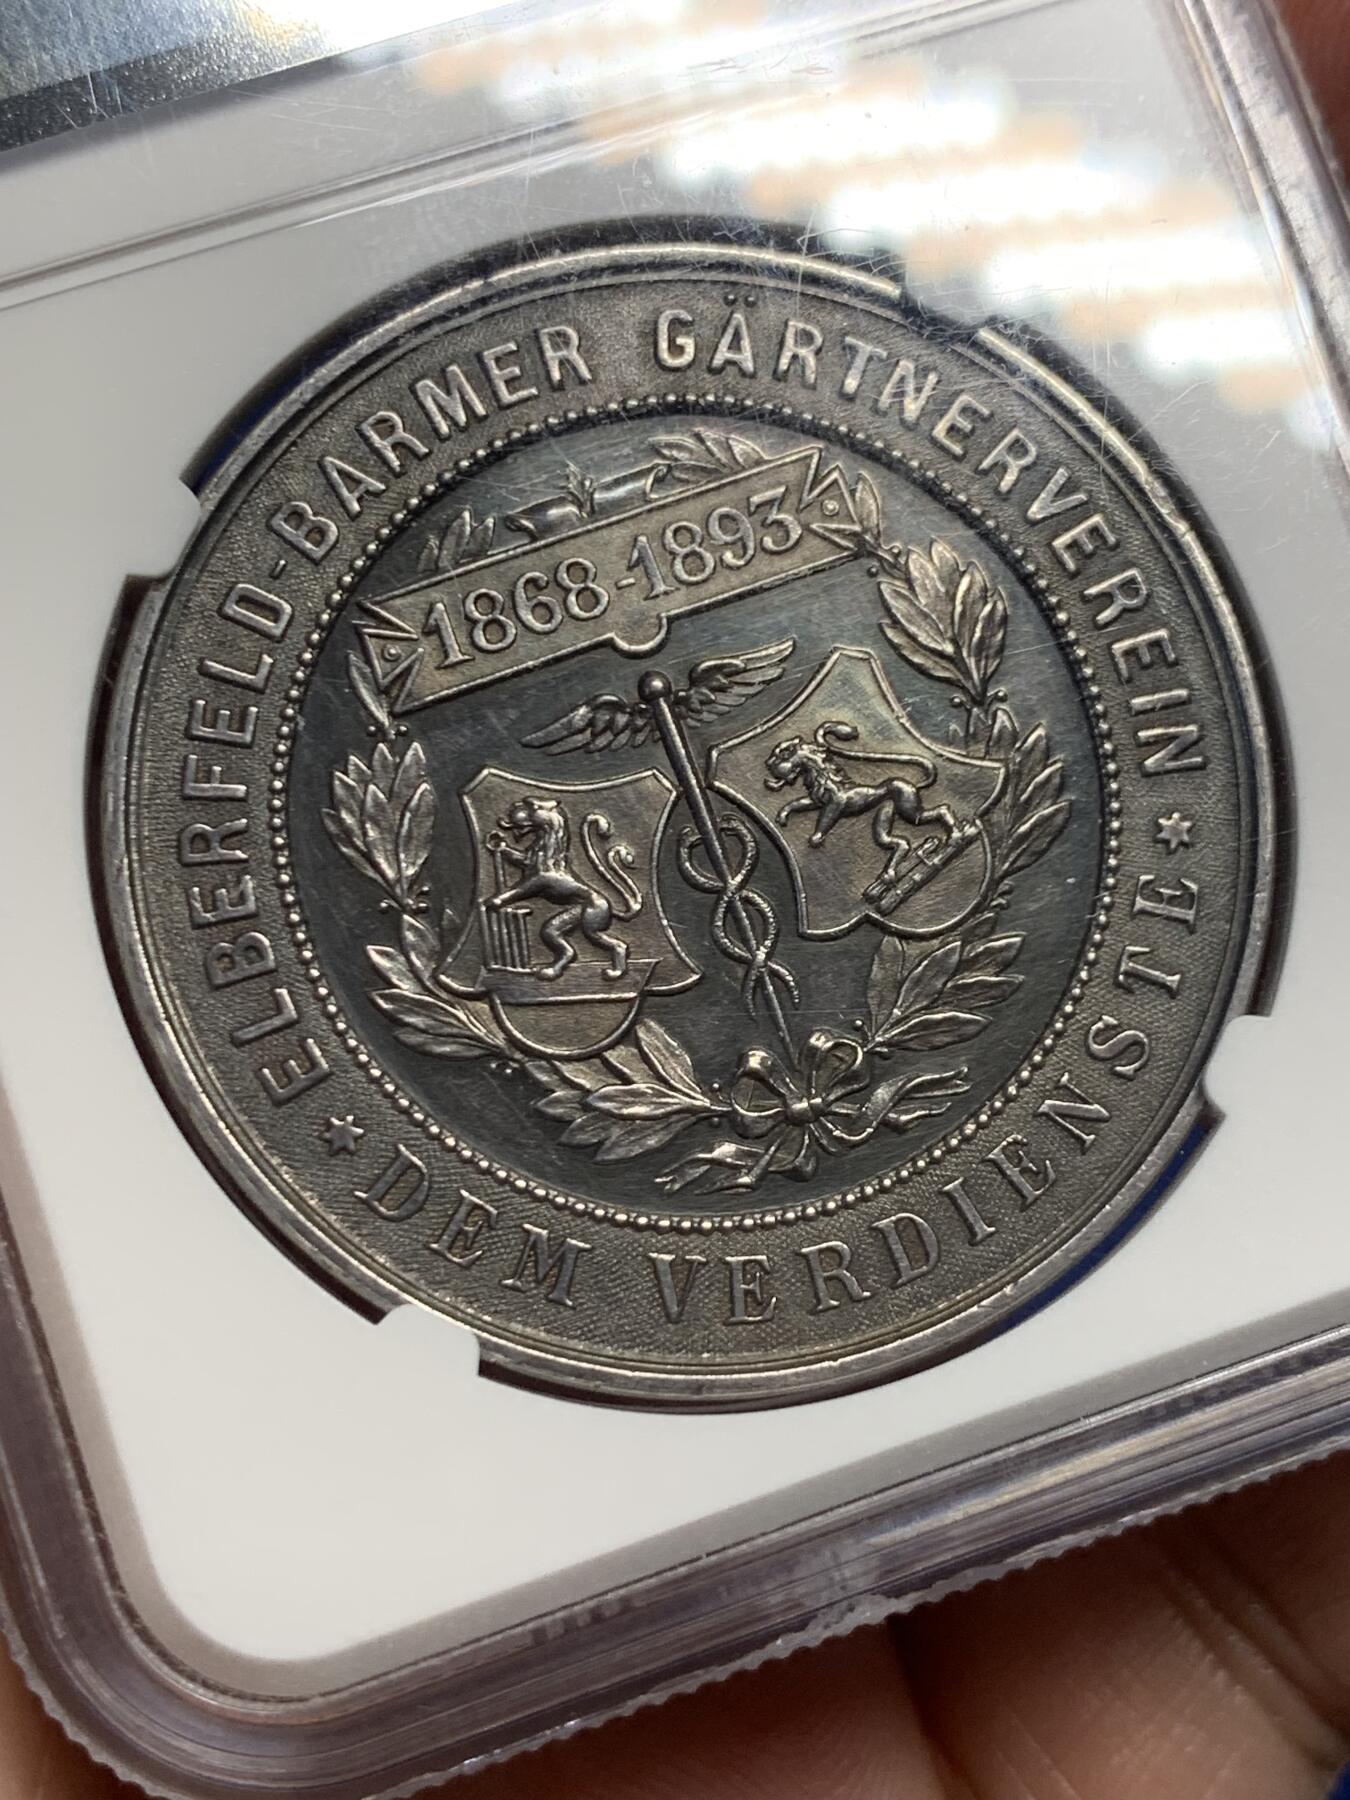 ELBERFELD-BARMER GÄRTNERVEREIN
1868-1893
* DEM VERDIENSTE *